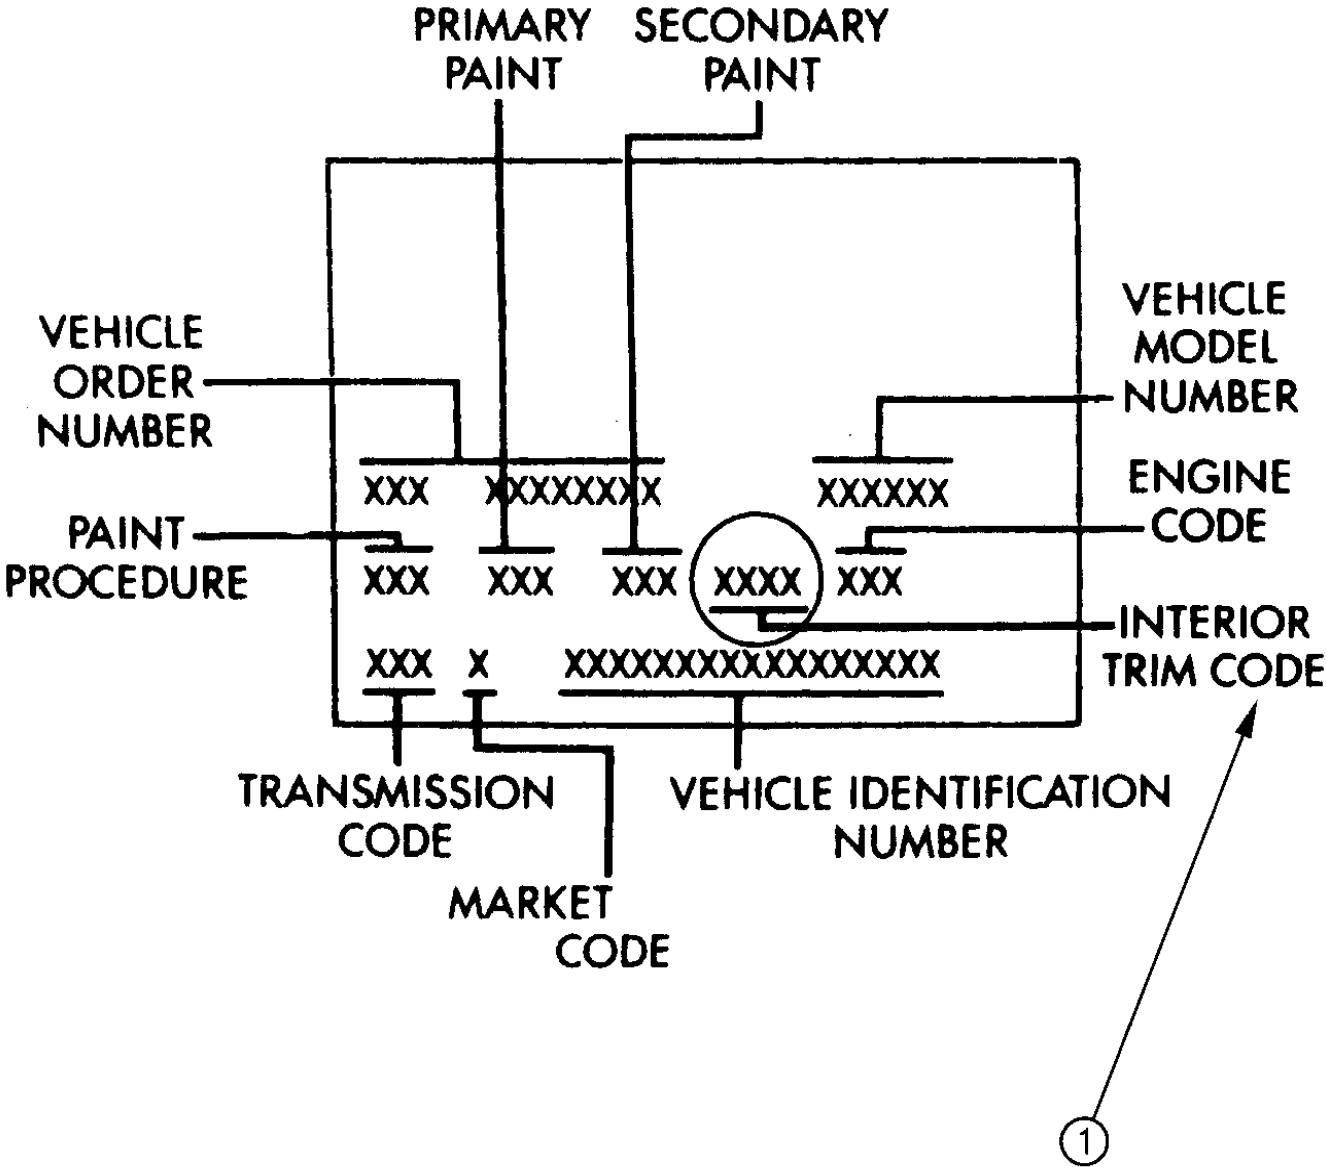 PRIMARY
PAINT
SECONDARY
PAINT
VEHICLE
ORDER
NUMBER
VEHICLE
MODEL
NUMBER
XXX XXXXXXXX XXXXXX
ENGINE
CODE
PAINT
PROCEDURE
XXX XXX XXX XXXX XXX
INTERIOR
TRIM CODE
XXX X XXXXXXXXXXXXXXXXX
TRANSMISSION
CODE
VEHICLE IDENTIFICATION
NUMBER
MARKET
CODE
1